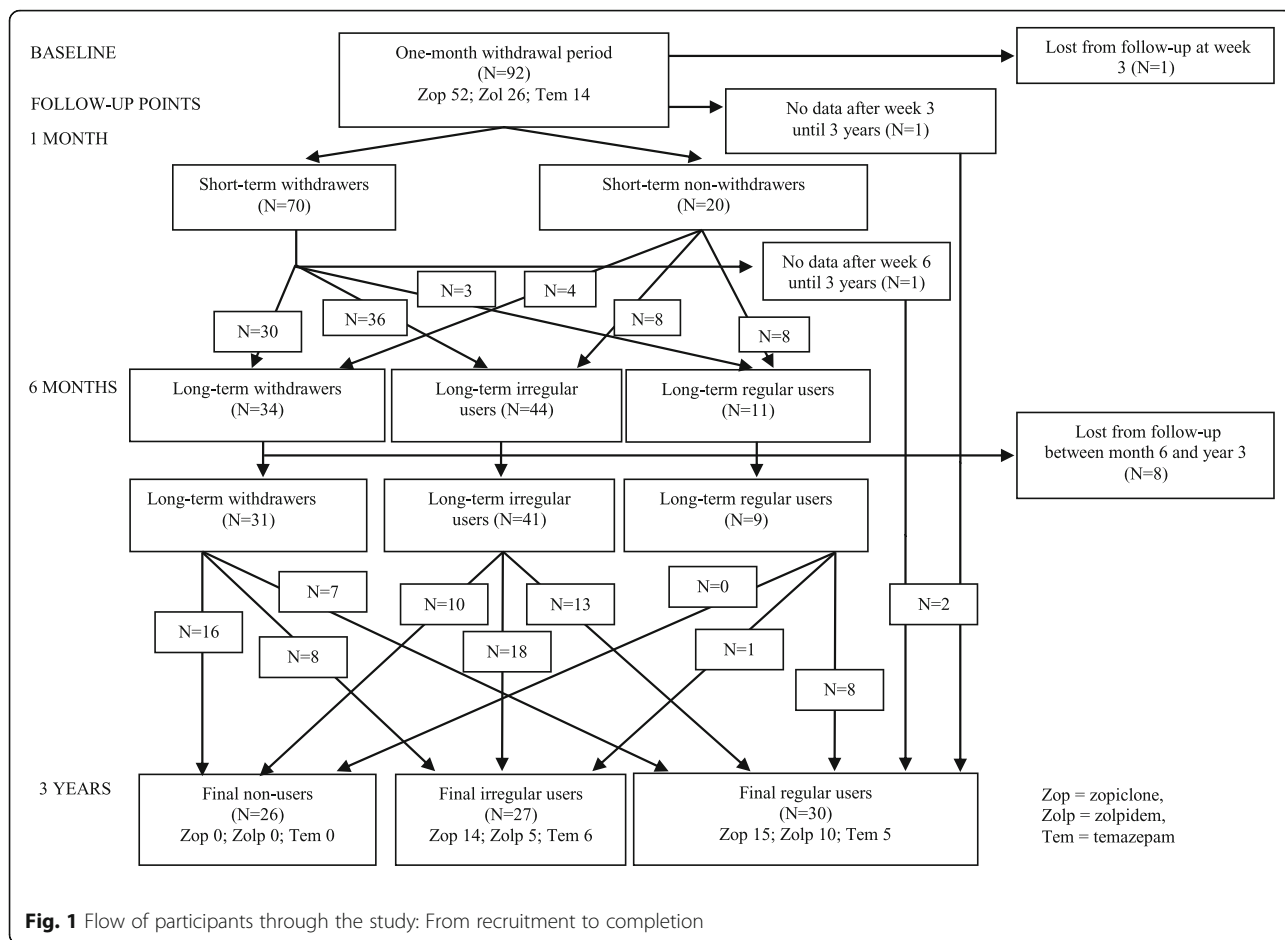 BASELINE
One-month withdrawal period
(N=92)
Zop 52; Zol 26; Tem 14
Lost from follow-up at week
3 (N=1)
FOLLOW-UP POINTS
No data after week 3
until 3 years (N=1)
1 MONTH
Short-term withdrawers
(N=70)
Short-term non-withdrawers
(N=20)
No data after week 6
until 3 years (N=1)
N=3
N=4
N=30
N=36
N=8
N=8
6 MONTHS
Long-term withdrawers
(N=34)
Long-term irregular
users (N=44)
Long-term regular users
(N=11)
Lost from follow-up
between month 6 and year 3
(N=8)
Long-term withdrawers
(N=31)
Long-term irregular
users (N=41)
Long-term regular users
(N=9)
N=16
N=7
N=8
N=10
N=13
N=18
N=0
N=1
N=8
N=2
3 YEARS
Final non-users
(N=26)
Zop 0; Zolp 0; Tem 0
Final irregular users
(N=27)
Zop 14; Zolp 5; Tem 6
Final regular users
(N=30)
Zop 15; Zolp 10; Tem 5
Zop = zopiclone,
Zolp = zolpidem,
Tem = temazepam
Fig. 1 Flow of participants through the study: From recruitment to completion